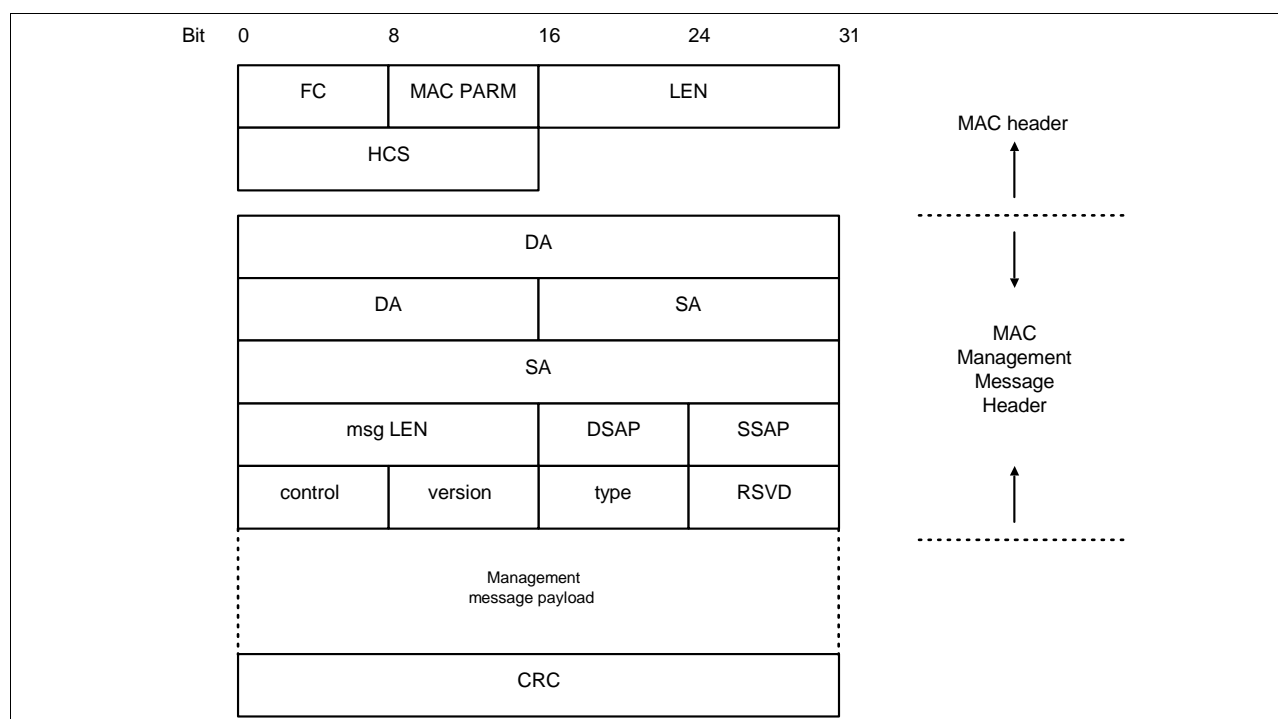 Bit 0 8 16 24 31
FC MAC PARM LEN
MAC header
HCS
DA
DA SA
SA
MAC
Management
Message
Header
msg LEN DSAP SSAP
control version type RSVD
Management
message payload
CRC